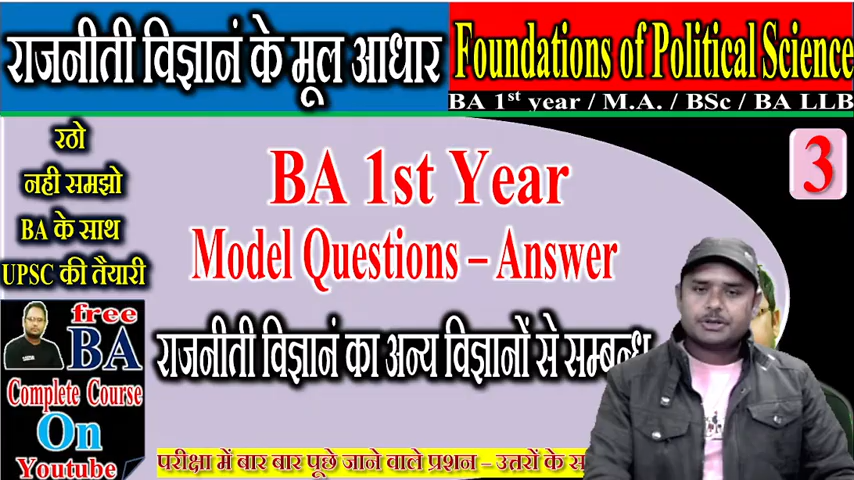 राजनीती विज्ञानं के मूल आधार
Foundations of Political Science
BA 1st year / M.A. / BSc / BA LLB
3
रठो
नही समझो
BA के साथ
UPSC की तैयारी
BA 1st Year
Model Questions – Answer
राजनीती विज्ञानं का अन्य विज्ञानों से सम्बन्ध
free
BA
Complete Course
On
Youtube
परीक्षा में बार बार पूछे जाने वाले प्रशन – उत्तरों के